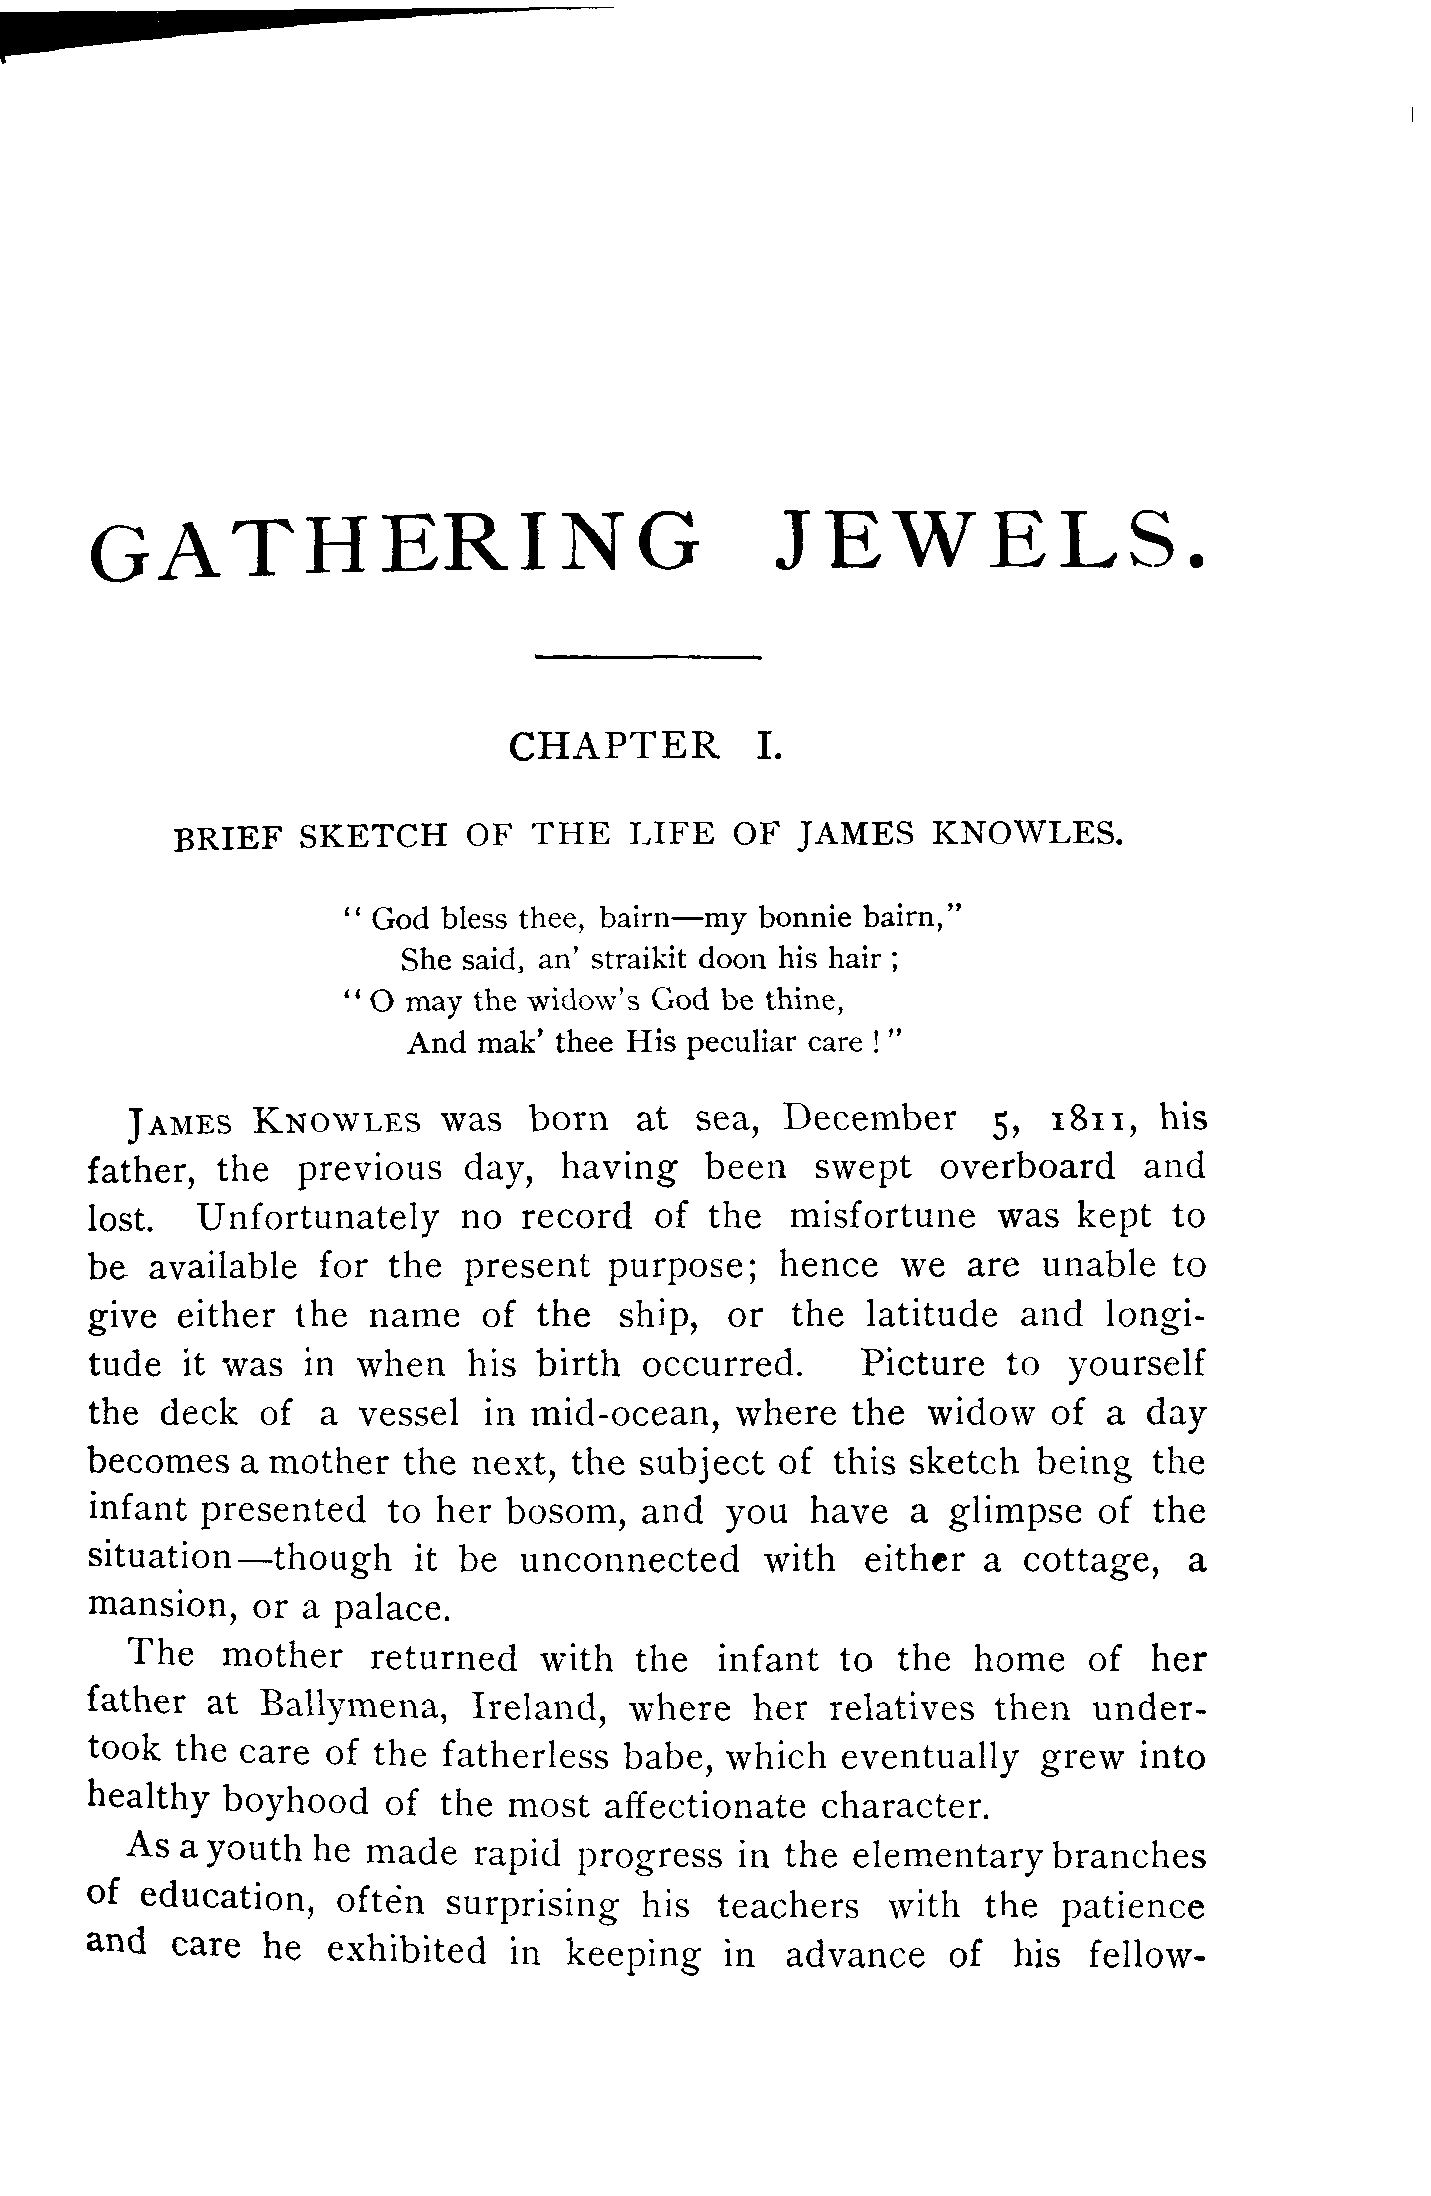 GATHERING JEWELS.
CHAPTER I.
BRIEF SKETCH OF THE LIFE OF JAMES KNOWLES.
“ God bless thee, bairn—my bonnie bairn,”
She said, an’ straikit doon his hair ;
“ O may the widow’s God be thine,
And mak’ thee His peculiar care ! ”
JAMES KNOWLES was born at sea, December 5, 1811, his
father, the previous day, having been swept overboard and
lost. Unfortunately no record of the misfortune was kept to
be available for the present purpose; hence we are unable to
give either the name of the ship, or the latitude and longi-
tude it was in when his birth occurred. Picture to yourself
the deck of a vessel in mid-ocean, where the widow of a day
becomes a mother the next, the subject of this sketch being the
infant presented to her bosom, and you have a glimpse of the
situation—though it be unconnected with either a cottage, a
mansion, or a palace.
The mother returned with the infant to the home of her
father at Ballymena, Ireland, where her relatives then under-
took the care of the fatherless babe, which eventually grew into
healthy boyhood of the most affectionate character.
As a youth he made rapid progress in the elementary branches
of education, often surprising his teachers with the patience
and care he exhibited in keeping in advance of his fellow-